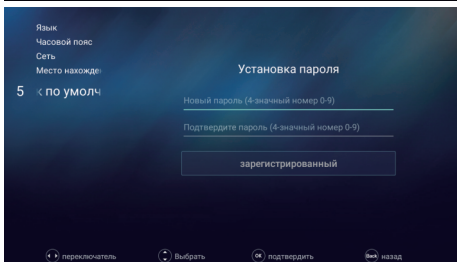 Язык
Часовой пояс
Сеть
Место нахожде
5 к по умолч
Установка пароля
Новый пароль (4-значный номер 0-9)
Подтвердите пароль (4-значный номер 0-9)
зарегистрированный
переключатель
Выбрать
OK подтвердить
Back назад